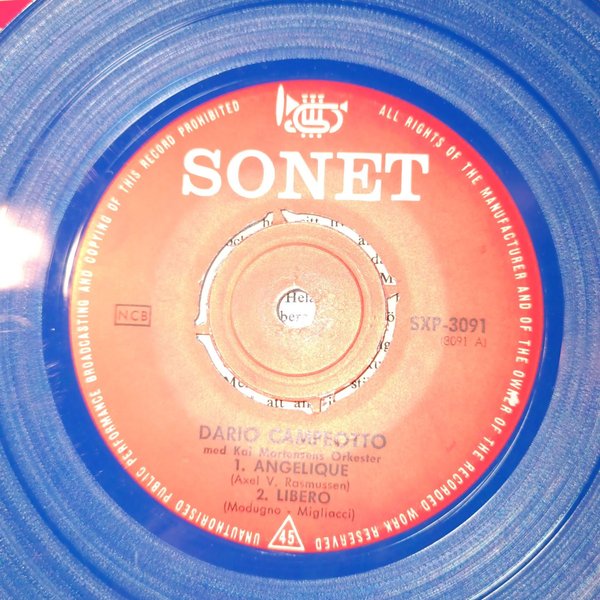 SONET
UNAUTHORISED PUBLIC PERFORMANCE BROADCASTING AND COPYING OF THIS RECORD PROHIBITED
ALL RIGHTS OF THE MANUFACTURER AND OF THE OWNER OF THE RECORDED WORK RESERVED
NCB
SXP-3091
(3091 A)
Hela
att
DARIO CAMPEOTTO
med Kai Mortensens Orkester
1. ANGELIQUE
(Axel V. Rasmussen)
2. LIBERO
(Modugno - Migliacci)
45